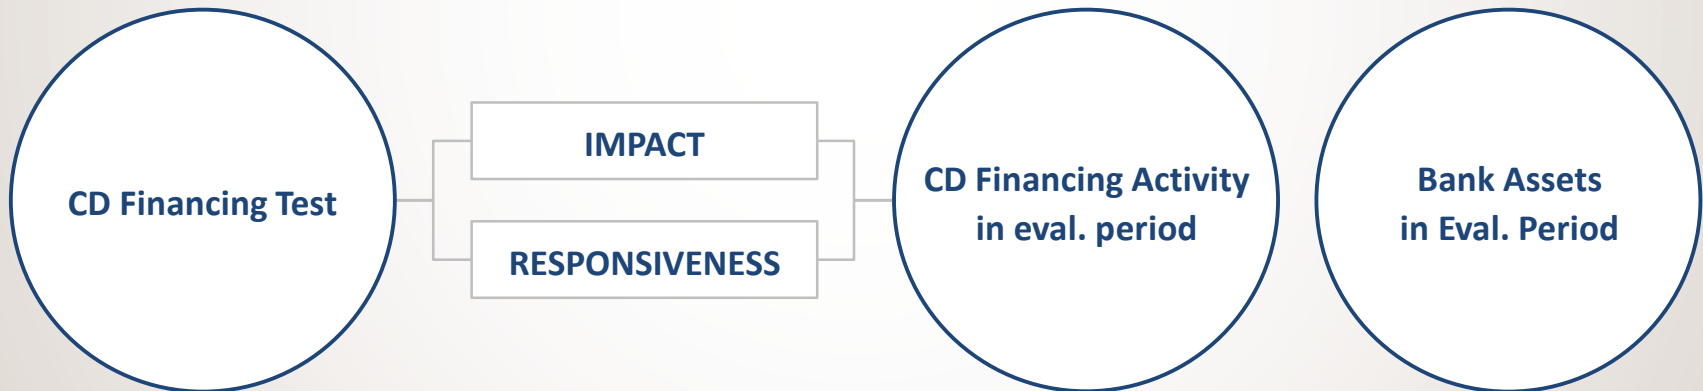 CD Financing Test
IMPACT
RESPONSIVENESS
CD Financing Activity
in eval. period
Bank Assets
in Eval. Period